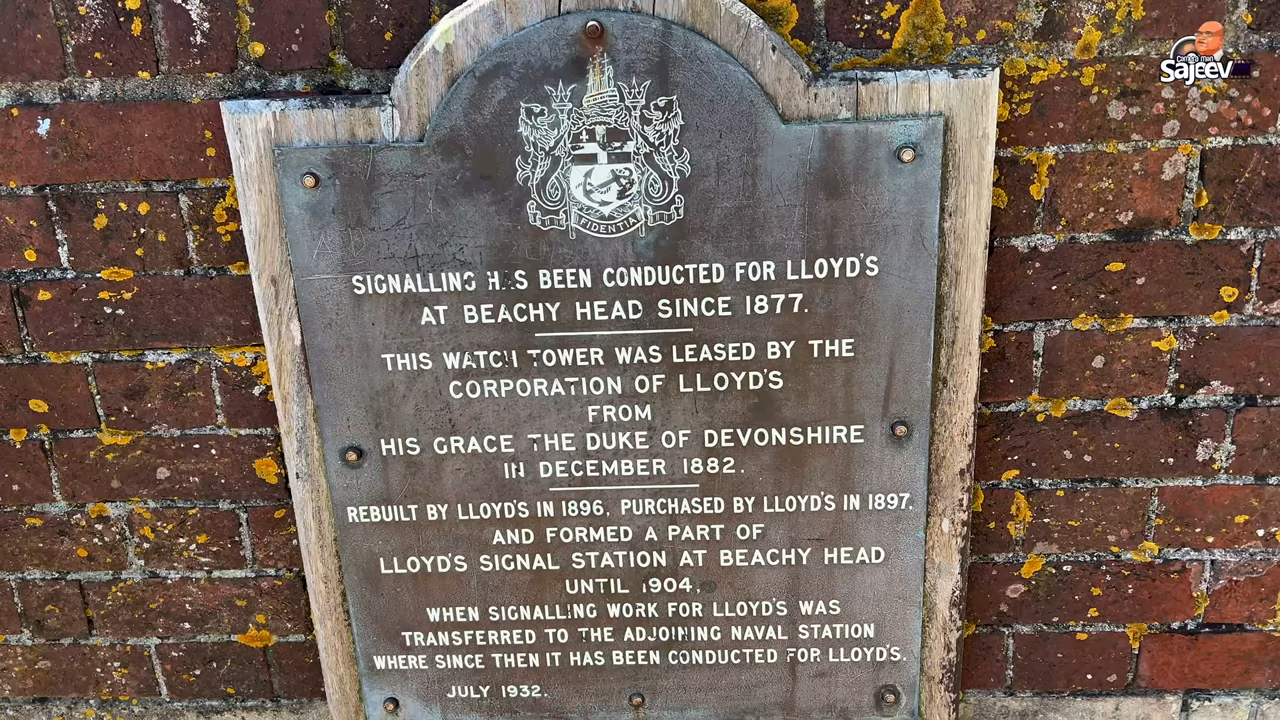 Camera man
Sajeev
FIDENTIA
SIGNALLING HAS BEEN CONDUCTED FOR LLOYD'S
AT BEACHY HEAD SINCE 1877.
THIS WATCH TOWER WAS LEASED BY THE
CORPORATION OF LLOYD'S
FROM
HIS GRACE THE DUKE OF DEVONSHIRE
IN DECEMBER 1882.
REBUILT BY LLOYD'S IN 1896, PURCHASED BY LLOYD'S IN 1897,
AND FORMED A PART OF
LLOYD'S SIGNAL STATION AT BEACHY HEAD
UNTIL 1904,
WHEN SIGNALLING WORK FOR LLOYD'S WAS
TRANSFERRED TO THE ADJOINING NAVAL STATION
WHERE SINCE THEN IT HAS BEEN CONDUCTED FOR LLOYD'S.
JULY 1932.